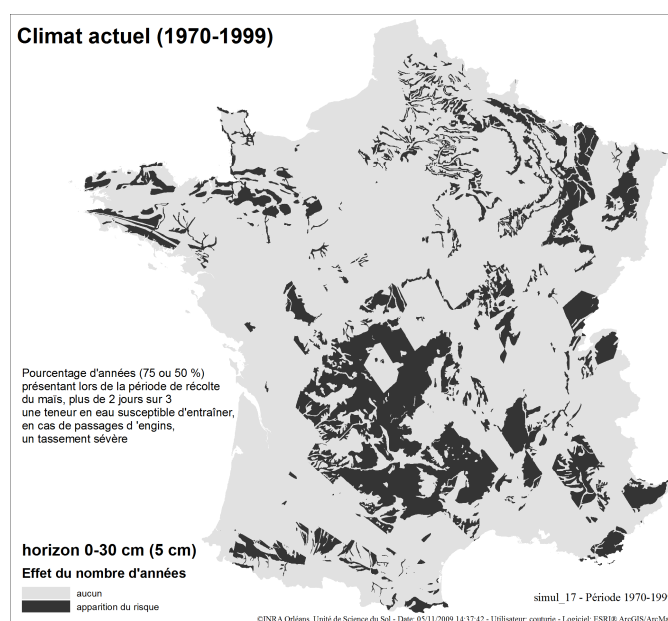 Climat actuel (1970-1999)
Pourcentage d'années (75 ou 50 %)
présentant lors de la période de récolte
du maïs, plus de 2 jours sur 3
une teneur en eau susceptible d'entraîner,
en cas de passages d 'engins,
un tassement sévère
horizon 0-30 cm (5 cm)
Effet du nombre d'années
aucun
apparition du risque
simul_17 - Période 1970-199
©INRA Orléans, Unité de Science du Sol - Date: 05/11/2009 14:37:42 - Utilisateur: couturie - Logiciel: ESRI® ArcGIS/ArcMa